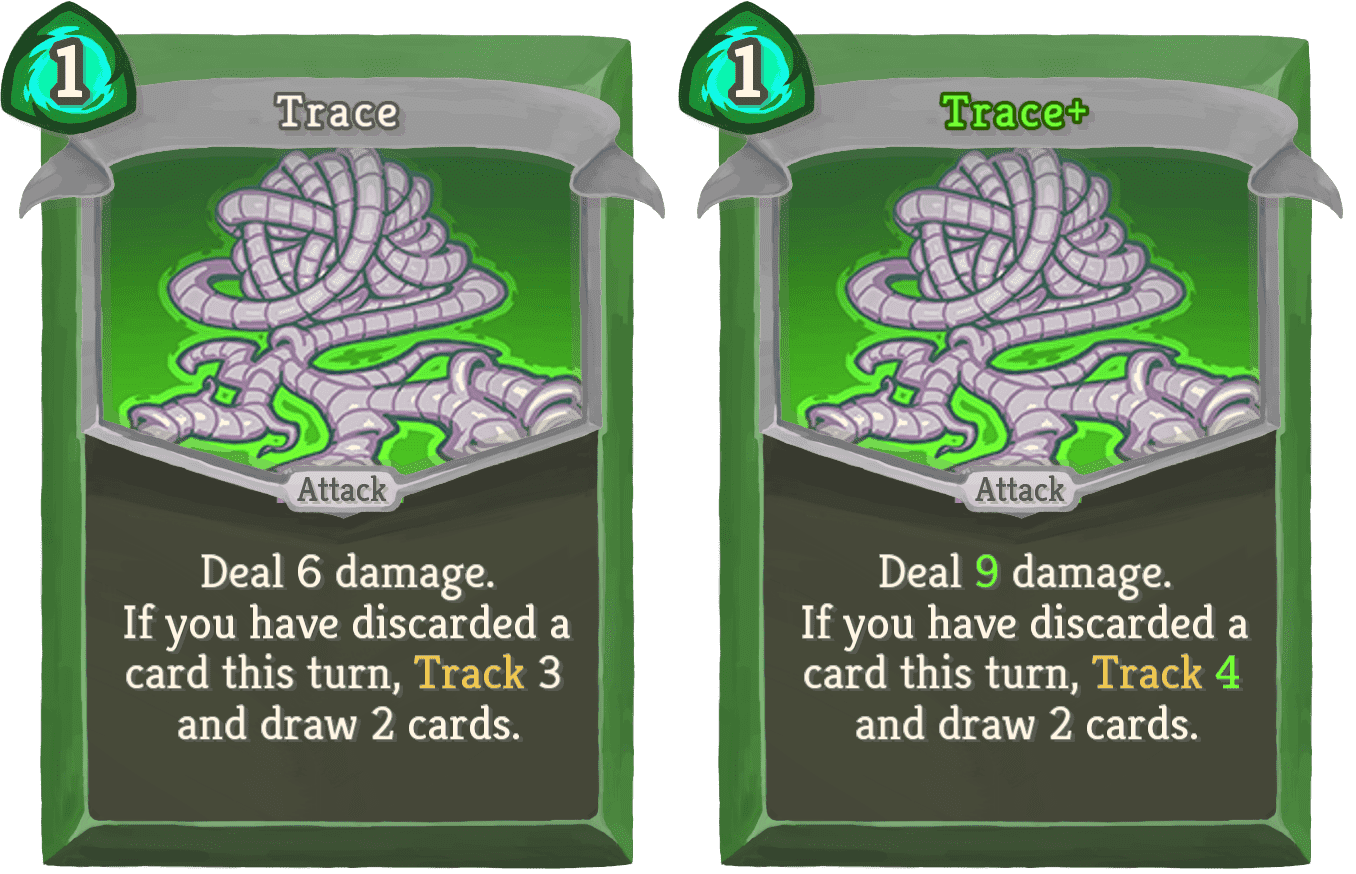 1
Trace
Attack
Deal 6 damage.
If you have discarded a
card this turn, Track 3
and draw 2 cards.
1
Trace+
Attack
Deal 9 damage.
If you have discarded a
card this turn, Track 4
and draw 2 cards.